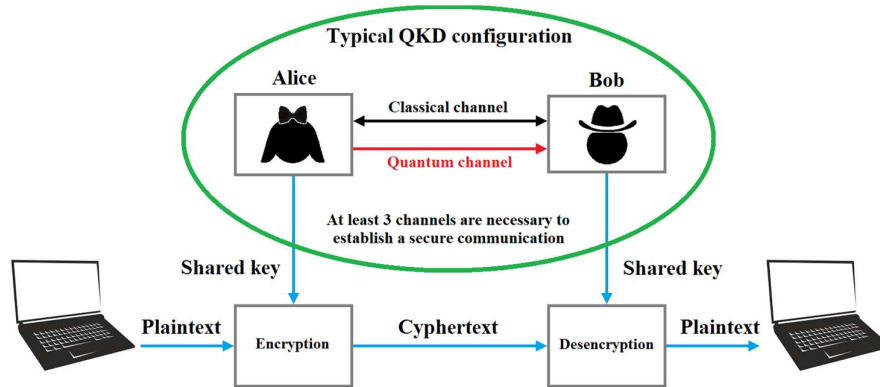 Typical QKD configuration
Alice
Bob
Classical channel
Quantum channel
At least 3 channels are necessary to
establish a secure communication
Shared key
Shared key
Plaintext
Encryption
Cyphertext
Desencryption
Plaintext